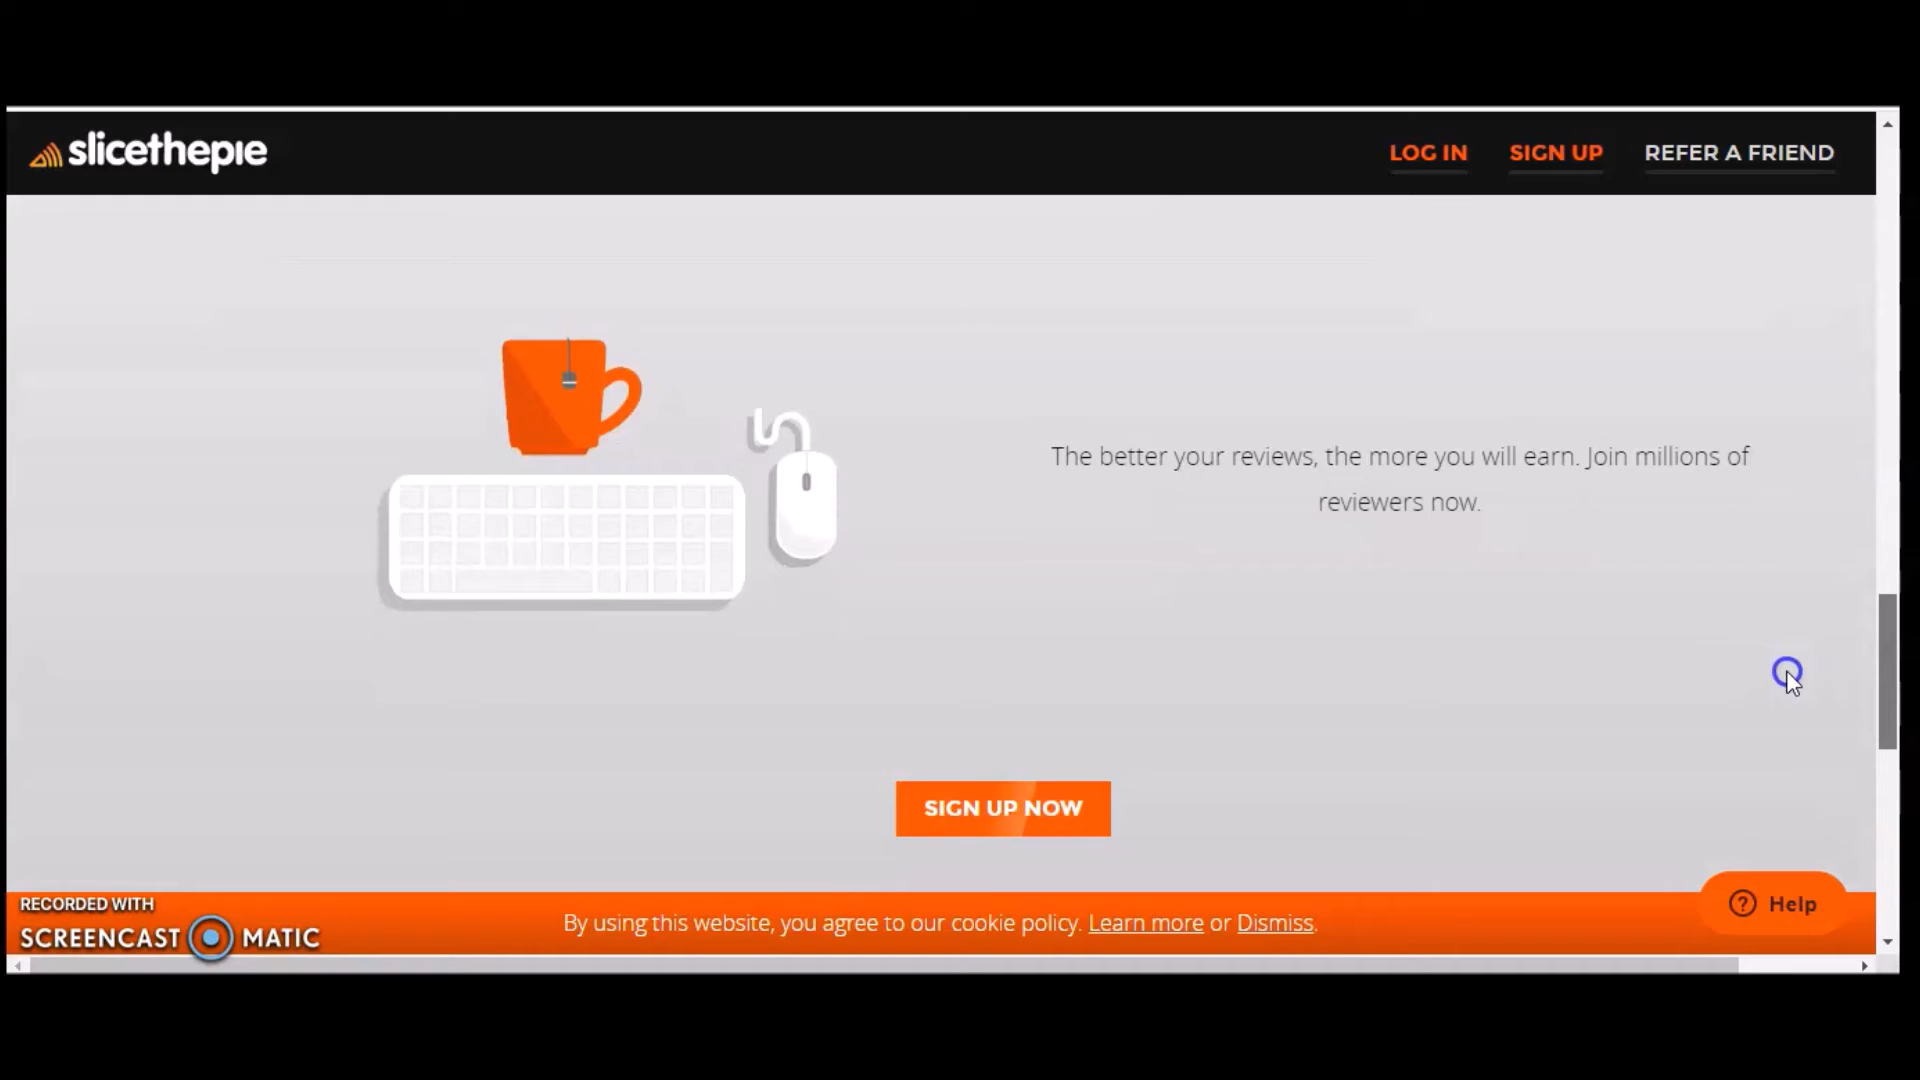 slicethepie
LOG IN
SIGN UP
REFER A FRIEND
The better your reviews, the more you will earn. Join millions of
reviewers now.
SIGN UP NOW
Help
RECORDED WITH
SCREENCAST MATIC
By using this website, you agree to our cookie policy. Learn more or Dismiss.